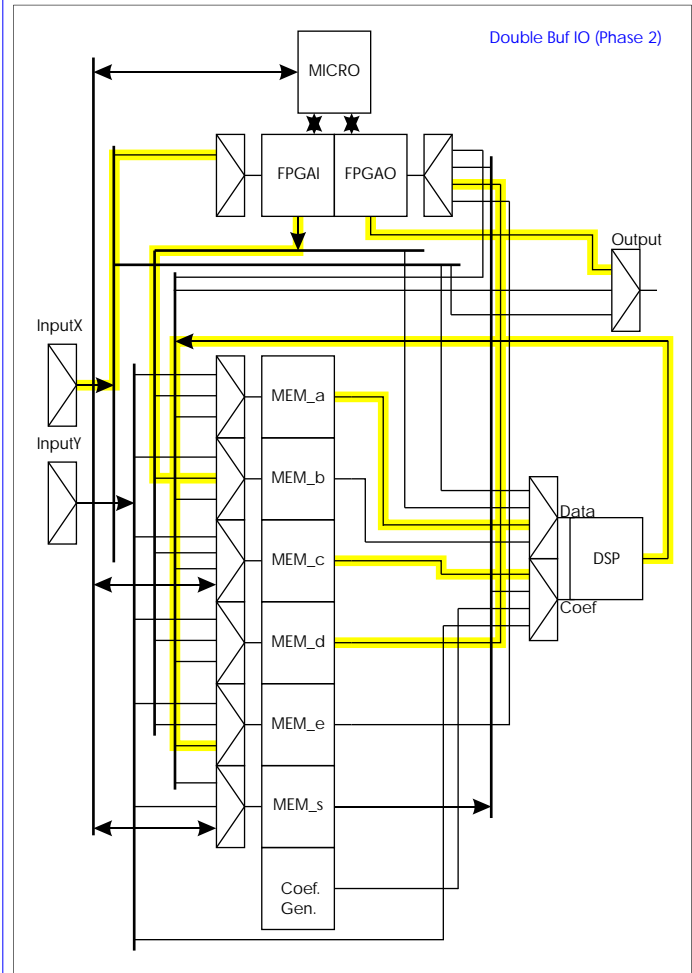 Double Buf IO (Phase 2)
MICRO
FPGAI
FPGAO
Output
InputX
MEM_a
InputY
MEM_b
Data
MEM_c
DSP
Coef
MEM_d
MEM_e
MEM_s
Coef.
Gen.